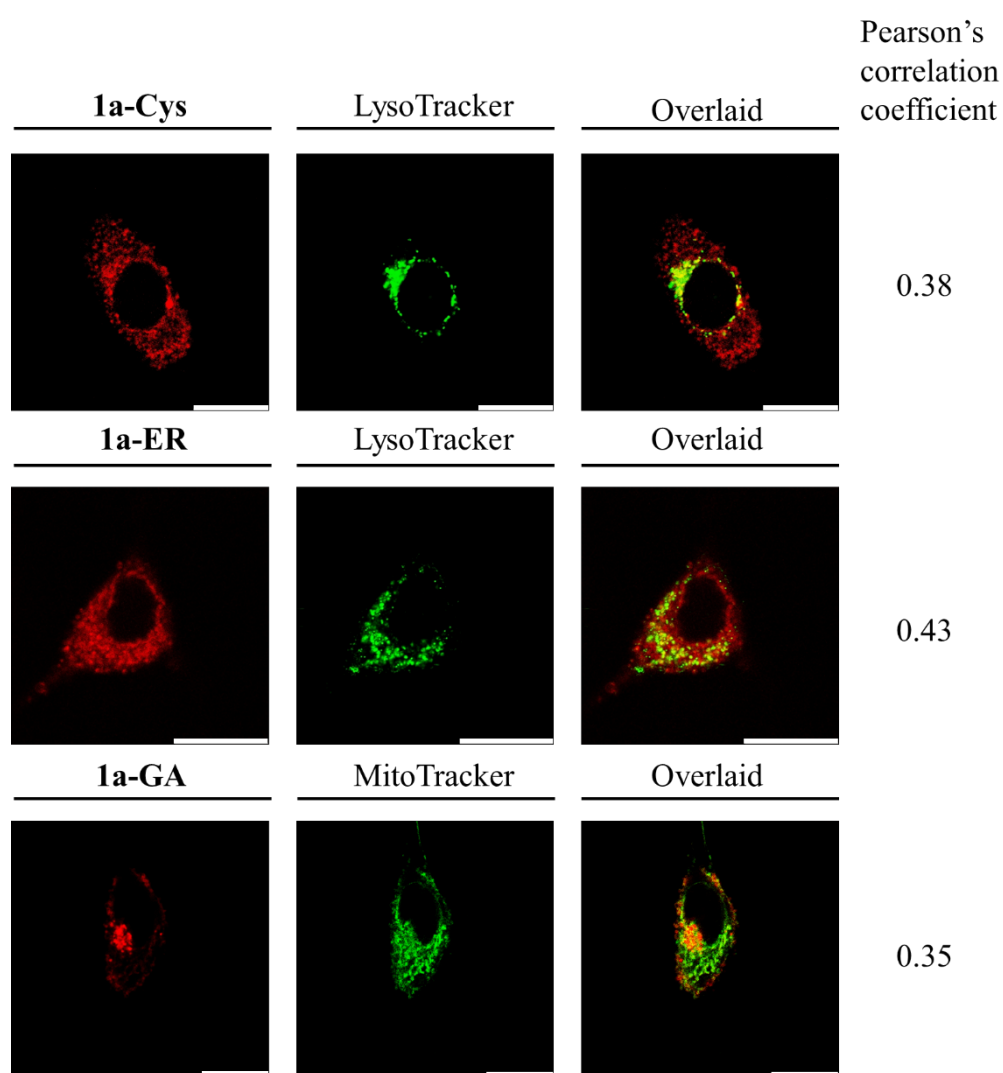 Pearson’s
correlation
coefficient
1a-Cys LysoTracker Overlaid
0.38
1a-ER LysoTracker Overlaid
0.43
1a-GA MitoTracker Overlaid
0.35